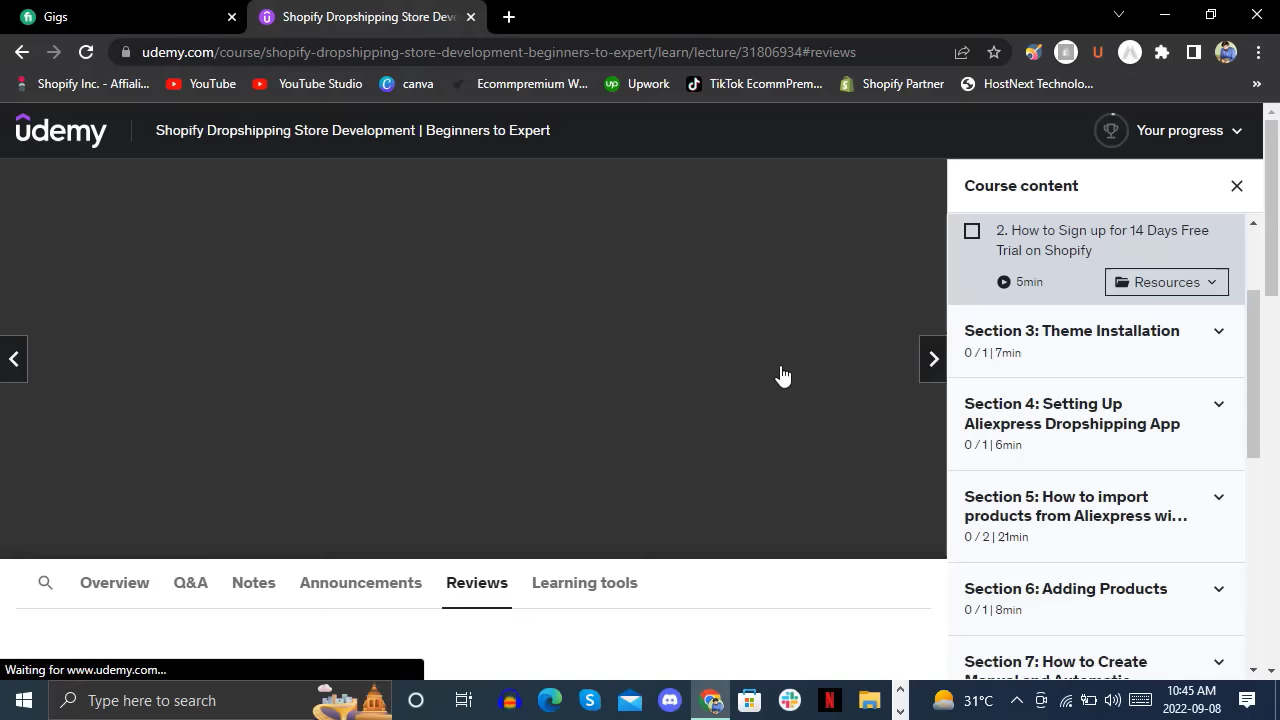 Gigs
Shopify Dropshipping Store Deve
udemy.com/course/shopify-dropshipping-store-development-beginners-to-expert/learn/lecture/31806934#reviews
Shopify Inc. - Affiliali...
YouTube
YouTube Studio
canva
Ecommpremium W...
Upwork
TikTok EcommPrem...
Shopify Partner
HostNext Technolo...
»
udemy
Shopify Dropshipping Store Development | Beginners to Expert
Your progress
Course content
2. How to Sign up for 14 Days Free
Trial on Shopify
5min
Resources
Section 3: Theme Installation
0 / 1 | 7min
Section 4: Setting Up
Aliexpress Dropshipping App
0 / 1 | 6min
Section 5: How to import
products from Aliexpress wi...
0 / 2 | 21min
Section 6: Adding Products
0 / 1 | 8min
Section 7: How to Create
Manual and Automatic
Overview
Q&A
Notes
Announcements
Reviews
Learning tools
Waiting for www.udemy.com...
Type here to search
31°C
10:45 AM
2022-09-08